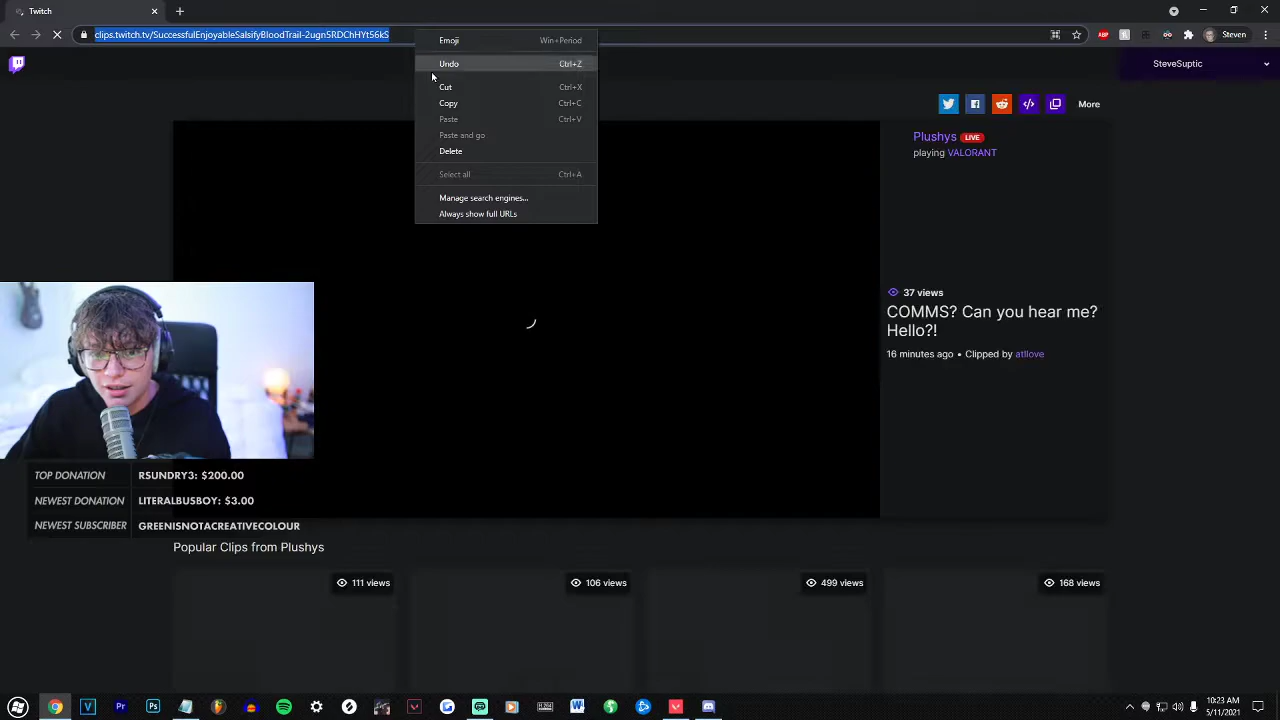 Twitch
clips.twitch.tv/SuccessfulEnjoyableSalsifyBloodTrail-2ugn5RDChHYt56kS
Steven
Emoji Win+Period
Undo Ctrl+Z
Cut Ctrl+X
Copy Ctrl+C
Paste Ctrl+V
Paste and go
Delete
Select all Ctrl+A
Manage search engines...
Always show full URLs
SteveSuptic
More
Plushys LIVE
playing VALORANT
37 views
COMMS? Can you hear me?
Hello?!
16 minutes ago • Clipped by atllove
TOP DONATION RSUNDRY3: $200.00
NEWEST DONATION LITERALBUSBOY: $3.00
NEWEST SUBSCRIBER GREENISNOTACREATIVECOLOUR
Popular Clips from Plushys
111 views 106 views 499 views 168 views
10:23 AM
5/11/2021